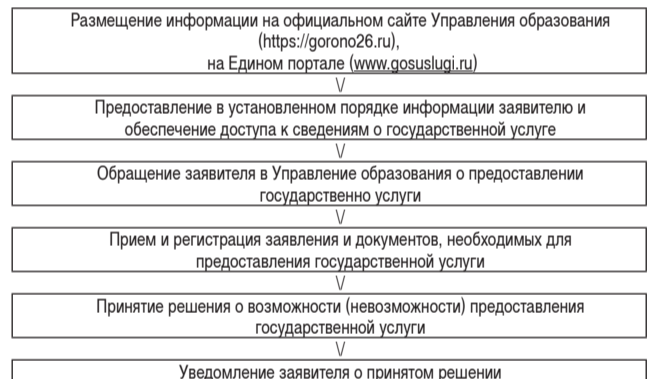 Размещение информации на официальном сайте Управления образования
(https://gorono26.ru),
на Едином портале (www.gosuslugi.ru)
\/
Предоставление в установленном порядке информации заявителю и
обеспечение доступа к сведениям о государственной услуге
\/
Обращение заявителя в Управление образования о предоставлении
государственно услуги
\/
Прием и регистрация заявления и документов, необходимых для
предоставления государственной услуги
\/
Принятие решения о возможности (невозможности) предоставления
государственной услуги
\/
Уведомление заявителя о принятом решении